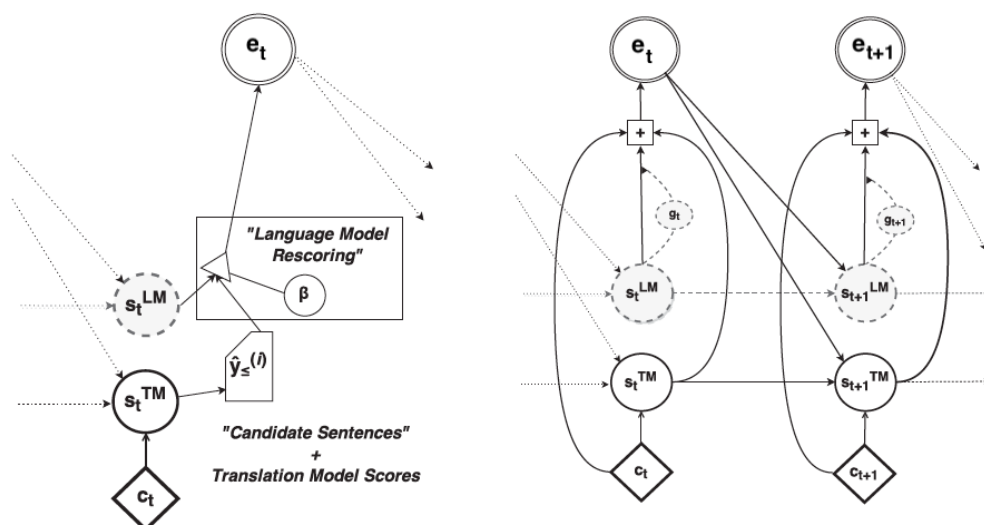 e_t
"Language Model
Rescoring"
β
s_t^LM
ŷ_≤^(i)
s_t^TM
"Candidate Sentences"
+
Translation Model Scores
c_t
e_t
e_t+1
+
+
g_t
g_t+1
s_t^LM
s_t+1^LM
s_t^TM
s_t+1^TM
c_t
c_t+1